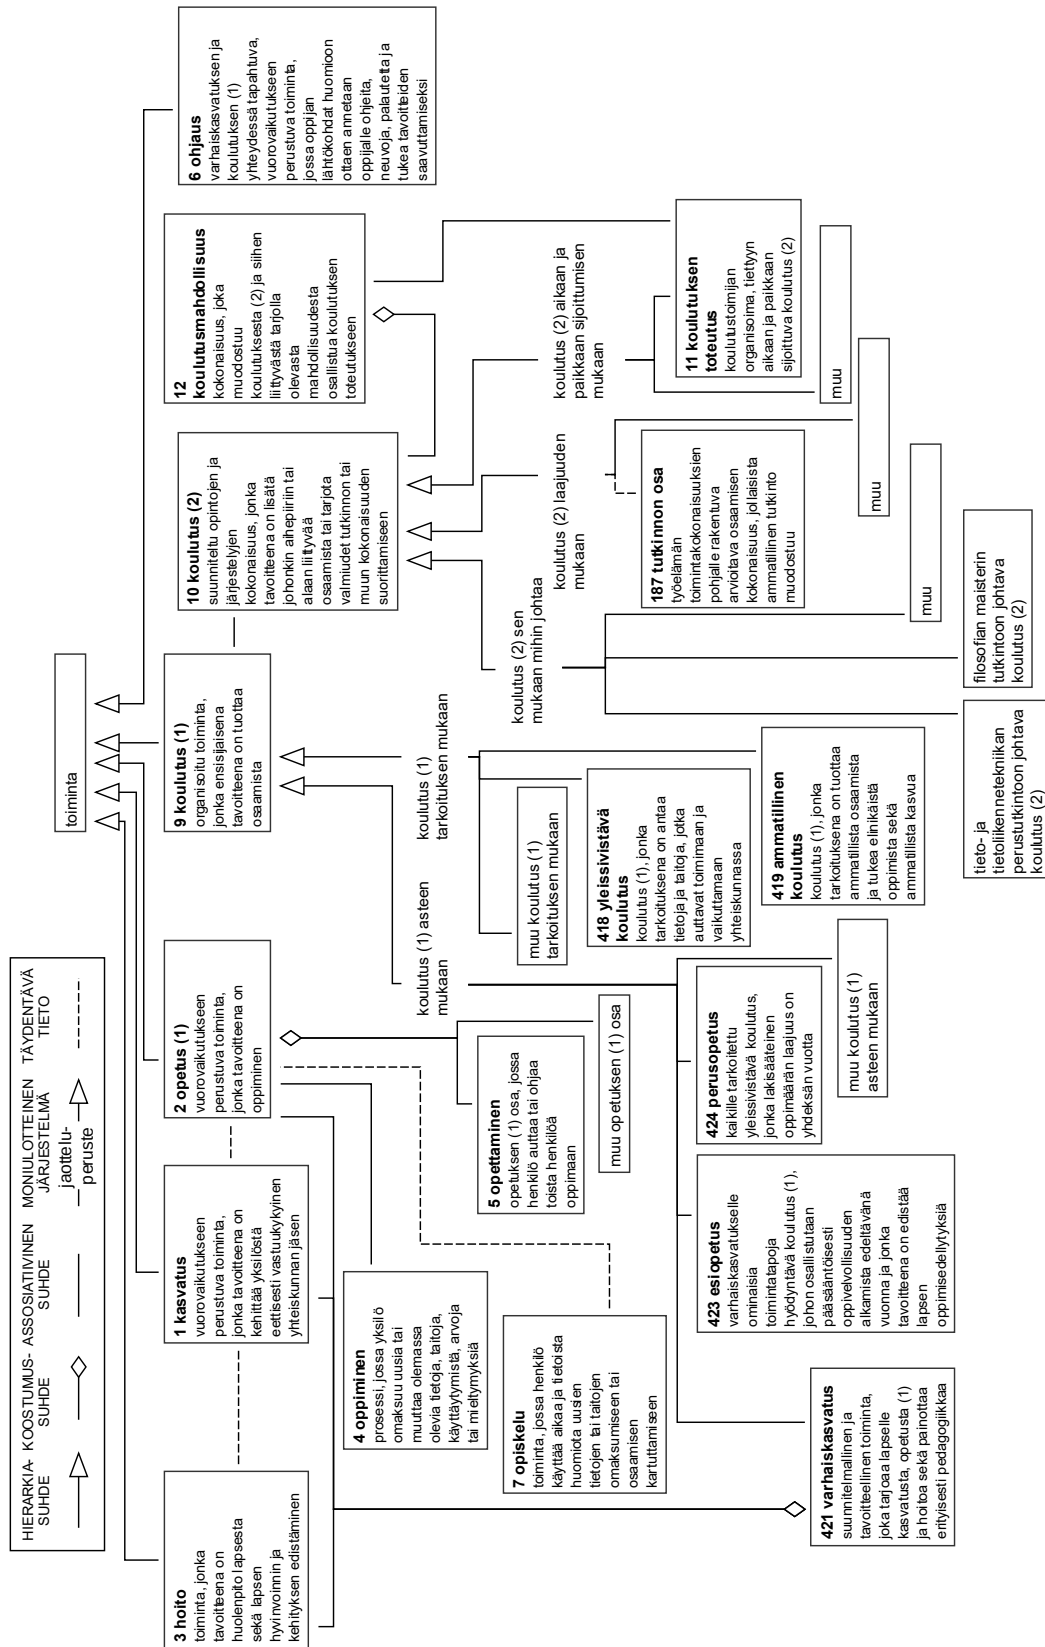 HIERARKIA-
SUHDE
KOOSTUMUS-
SUHDE
ASSOSIATIIVINEN
SUHDE
MONIULOTTEINEN
JÄRJESTELMÄ
jaottelu-
peruste
TÄYDENTÄVÄ
TIETO
toiminta
3 hoito
toiminta, jonka
tavoitteena on
huolenpito lapsesta
sekä lapsen
hyvinvoinnin ja
kehityksen edistäminen
1 kasvatus
vuorovaikutukseen
perustuva toiminta,
jonka tavoitteena on
kehittää yksilöstä
eettisesti vastuukykyinen
yhteiskunnan jäsen
2 opetus (1)
vuorovaikutukseen
perustuva toiminta,
jonka tavoitteena on
oppiminen
9 koulutus (1)
organisoitu toiminta,
jonka ensisijaisena
tavoitteena on tuottaa
osaamista
10 koulutus (2)
suunniteltu opintojen ja
järjestelyjen
kokonaisuus, jonka
tavoitteena on lisätä
johonkin aihepiiriin tai
alaan liittyvää
osaamista tai tarjota
valmiudet tutkinnon tai
muun kokonaisuuden
suorittamiseen
12
koulutusmahdollisuus
kokonaisuus, joka
muodostuu
koulutuksesta (2) ja siihen
liittyvästä tarjolla
olevasta
mahdollisuudesta
osallistua koulutuksen
toteutukseen
6 ohjaus
varhaiskasvatuksen ja
koulutuksen (1)
yhteydessä tapahtuva,
vuorovaikutukseen
perustuva toiminta,
jossa oppijan
lähtökohdat huomioon
ottaen annetaan
oppijalle ohjeita,
neuvoja, palautetta ja
tukea tavoitteiden
saavuttamiseksi
4 oppiminen
prosessi, jossa yksilö
omaksuu uusia tai
muuttaa olemassa
olevia tietoja, taitoja,
käyttäytymistä, arvoja
tai mieltymyksiä
7 opiskelu
toiminta, jossa henkilö
käyttää aikaa ja tietoista
huomiota uusien
tietojen tai taitojen
omaksumiseen tai
osaamisen
kartuttamiseen
5 opettaminen
opetuksen (1) osa, jossa
henkilö auttaa tai ohjaa
toista henkilöä
oppimaan
muu opetuksen (1) osa
koulutus (1) asteen
mukaan
koulutus (1)
tarkoituksen mukaan
muu koulutus (1)
tarkoituksen mukaan
418 yleissivistävä
koulutus
koulutus (1), jonka
tarkoituksena on antaa
tietoja ja taitoja, jotka
auttavat toimimaan ja
vaikuttamaan
yhteiskunnassa
419 ammatillinen
koulutus
koulutus (1), jonka
tarkoituksena on tuottaa
ammatillista osaamista
ja tukea elinikäistä
oppimista sekä
ammatillista kasvua
koulutus (2) sen
mukaan mihin johtaa
koulutus (2) laajuuden
mukaan
koulutus (2) aikaan ja
paikkaan sijoittumisen
mukaan
187 tutkinnon osa
työelämän
toimintakokonaisuuksien
pohjalle rakentuva
arvioitava osaamisen
kokonaisuus, jollaisista
ammatillinen tutkinto
muodostuu
11 koulutuksen
toteutus
koulutustoimijan
organisoima, tiettyyn
aikaan ja paikkaan
sijoittuva koulutus (2)
muu
muu
muu
421 varhaiskasvatus
suunnitelmallinen ja
tavoitteellinen toiminta,
joka tarjoaa lapselle
kasvatusta, opetusta (1)
ja hoitoa sekä painottaa
erityisesti pedagogiikkaa
423 esiopetus
varhaiskasvatukselle
ominaisia
toimintatapoja
hyödyntävä koulutus (1),
johon osallistutaan
pääsääntöisesti
oppivelvollisuuden
alkamista edeltävänä
vuonna ja jonka
tavoitteena on edistää
lapsen
oppimisedellytyksiä
424 perusopetus
kaikille tarkoitettu
yleissivistävä koulutus,
jonka lakisääteinen
oppimäärän laajuus on
yhdeksän vuotta
muu koulutus (1)
asteen mukaan
tieto- ja
tietoliikennetekniikan
perustutkintoon johtava
koulutus (2)
filosofian maisterin
tutkintoon johtava
koulutus (2)